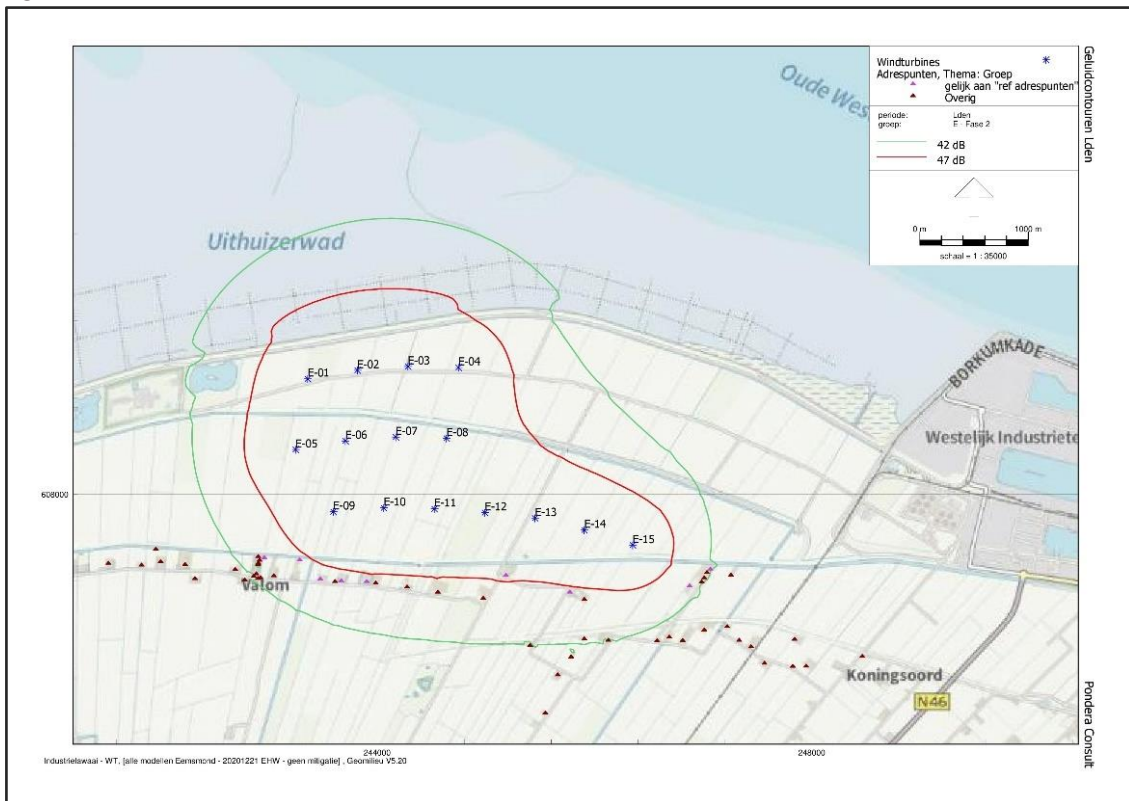 Windturbines
Adrespunten, Thema: Groep
gelijk aan "ref adrespunten"
Overig
periode: Lden
groep: E - Fase 2
42 dB
47 dB
0 m 1000 m
schaal = 1 : 35000
Geluidcontouren Lden
Pondera Consult
Oude Wes
Uithuizerwad
BORKUMKADE
Westelijk Industriete
E-01
E-02
E-03
E-04
E-05
E-06
E-07
E-08
E-09
E-10
E-11
E-12
E-13
E-14
E-15
608000
Valom
Koningsoord
N46
244000
248000
Industrielawaai - WT, [alle modellen Eemsmond - 20201221 EHW - geen mitigatie] , Geomilieu V5.20